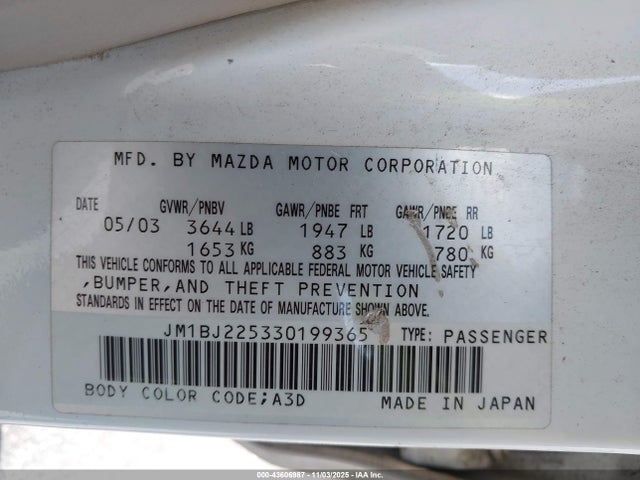 MFD. BY MAZDA MOTOR CORPORATION
DATE GVWR/PNBV GAWR/PNBE FRT GAWR/PNBE RR
05/03 3644 LB 1947 LB 1720 LB
1653 KG 883 KG 780 KG
THIS VEHICLE CONFORMS TO ALL APPLICABLE FEDERAL MOTOR VEHICLE SAFETY
,BUMPER,AND THEFT PREVENTION
STANDARDS IN EFFECT ON THE DATE OF MANUFACTURE SHOWN ABOVE.
JM1BJ225330199365 TYPE: PASSENGER
BODY COLOR CODE;A3D MADE IN JAPAN
000-43606987 - 11/03/2025 - IAA Inc.